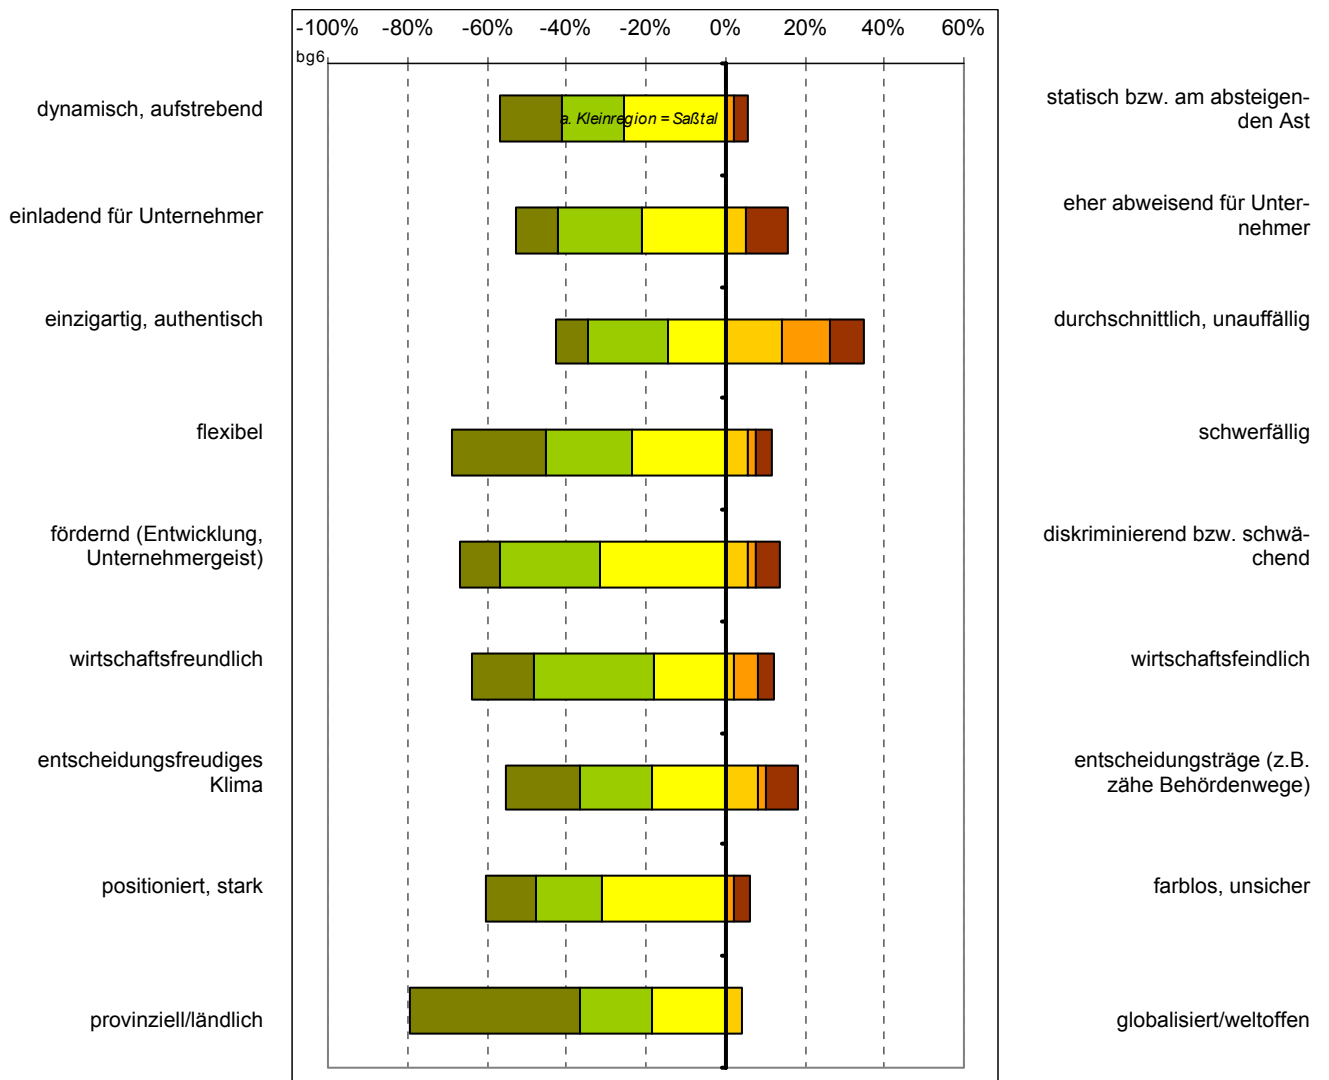 -100% -80% -60% -40% -20% 0% 20% 40% 60%
bg6
dynamisch, aufstrebend
a. Kleinregion = Saßtal
statisch bzw. am absteigen-
den Ast
einladend für Unternehmer
eher abweisend für Unter-
nehmer
einzigartig, authentisch
durchschnittlich, unauffällig
flexibel
schwerfällig
fördernd (Entwicklung,
Unternehmergeist)
diskriminierend bzw. schwä-
chend
wirtschaftsfreundlich
wirtschaftsfeindlich
entscheidungsfreudiges
Klima
entscheidungsträge (z.B.
zähe Behördenwege)
positioniert, stark
farblos, unsicher
provinziell/ländlich
globalisiert/weltoffen